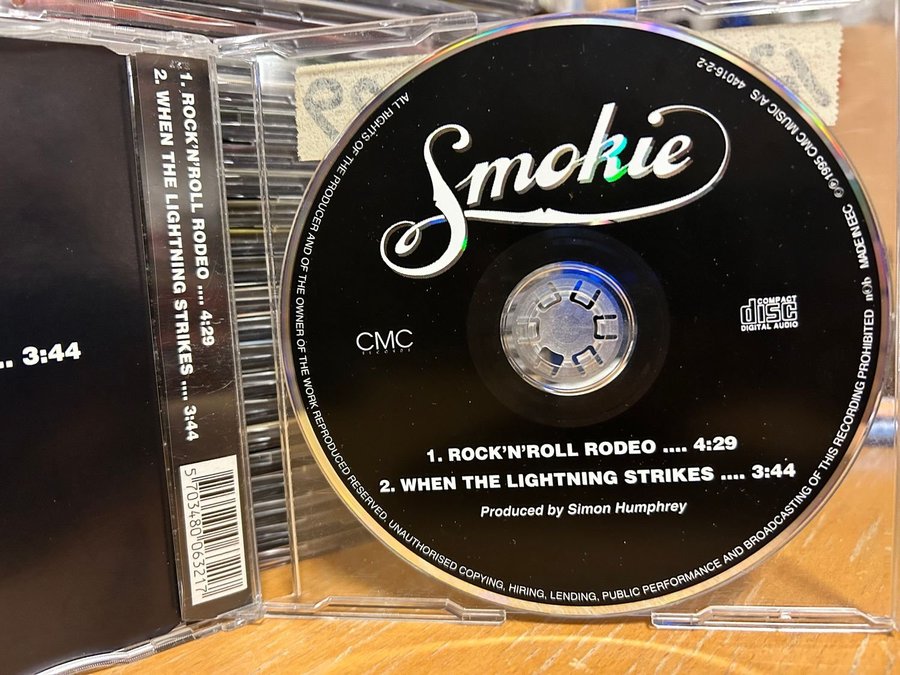 .. 3:44
1. ROCK'N'ROLL RODEO .... 4:29
2. WHEN THE LIGHTNING STRIKES .... 3:44
5703480063217
Smokie
CMC
RECORDS
COMPACT
disc
DIGITAL AUDIO
1. ROCK'N'ROLL RODEO .... 4:29
2. WHEN THE LIGHTNING STRIKES .... 3:44
Produced by Simon Humphrey
ALL RIGHTS OF THE PRODUCER AND OF THE OWNER OF THE WORK REPRODUCED RESERVED. UNAUTHORISED COPYING, HIRING, LENDING, PUBLIC PERFORMANCE AND BROADCASTING OF THIS RECORDING PROHIBITED n©b MADE IN EEC ℗©1995 CMC MUSIC A/S 44016-2-2